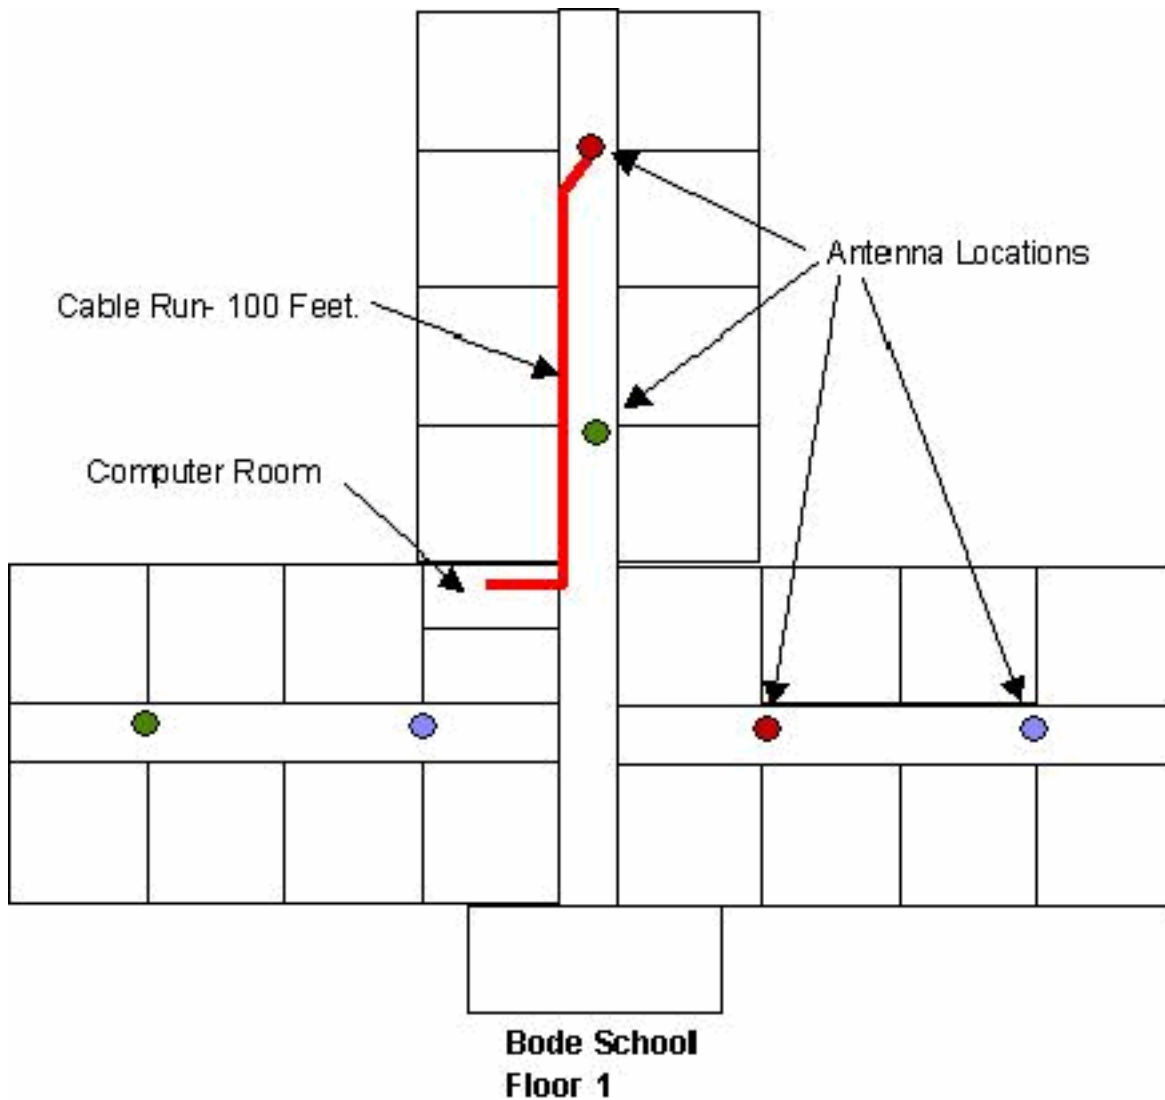 Antenna Locations
Cable Run- 100 Feet.
Computer Room
Bode School
Floor 1